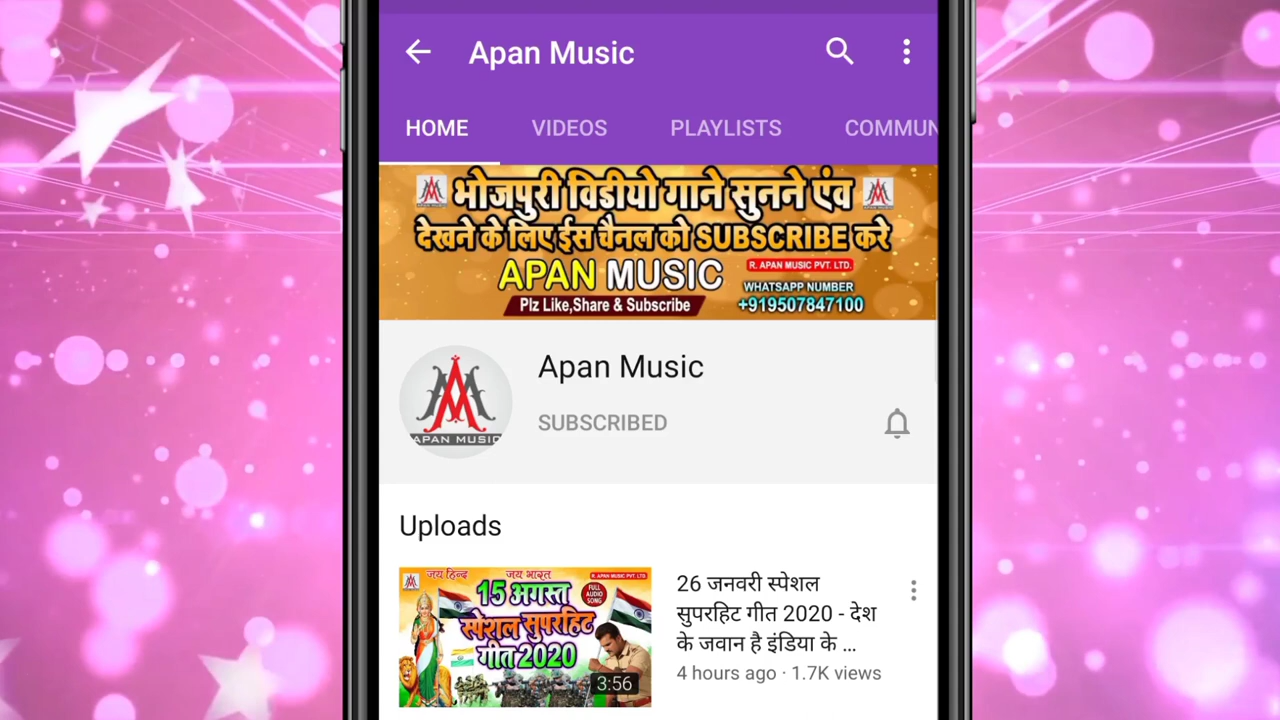 Apan Music
HOME VIDEOS PLAYLISTS COMMUN
भोजपुरी विडीयो गाने सुनने एंव
देखने के लिए ईस चैनल को SUBSCRIBE करे
APAN MUSIC
R. APAN MUSIC PVT. LTD.
WHATSAPP NUMBER
Plz Like,Share & Subscribe
+919507847100
Apan Music
SUBSCRIBED
APAN MUSIC
Uploads
जय हिन्द जय भारत
R. APAN MUSIC PVT. LTD
15 अगस्त
FULL
AUDIO
SONG
स्पेशल सुपरहिट
गीत 2020
3:56
26 जनवरी स्पेशल
सुपरहिट गीत 2020 - देश
के जवान है इंडिया के ...
4 hours ago · 1.7K views